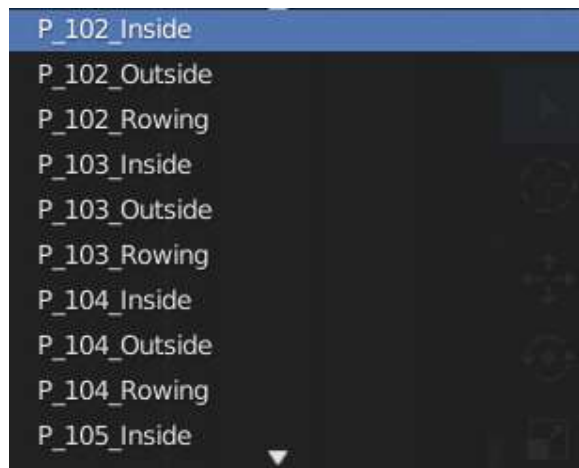 P_102_Inside
P_102_Outside
P_102_Rowing
P_103_Inside
P_103_Outside
P_103_Rowing
P_104_Inside
P_104_Outside
P_104_Rowing
P_105_Inside